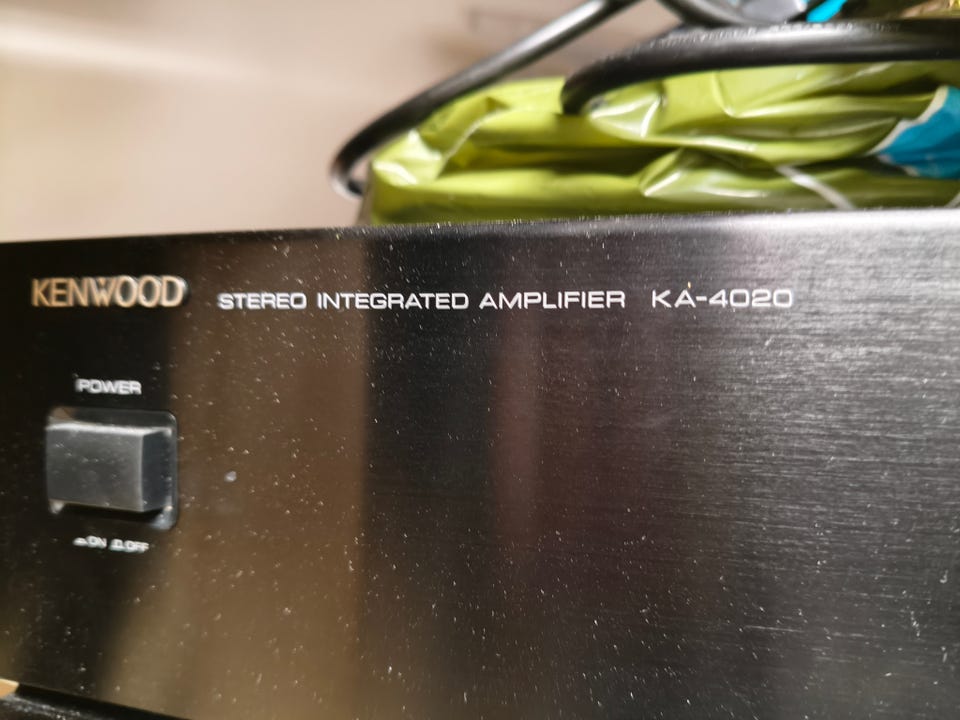 KENWOOD STEREO INTEGRATED AMPLIFIER KA-4020
POWER
ON OFF